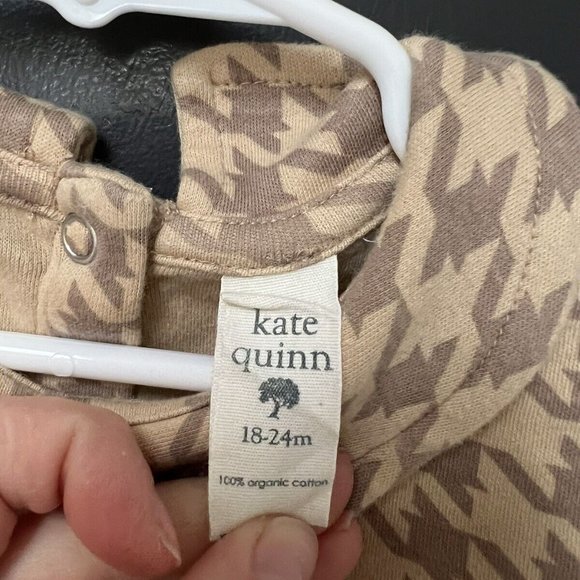 kate
quinn
18-24m
100% organic cotton